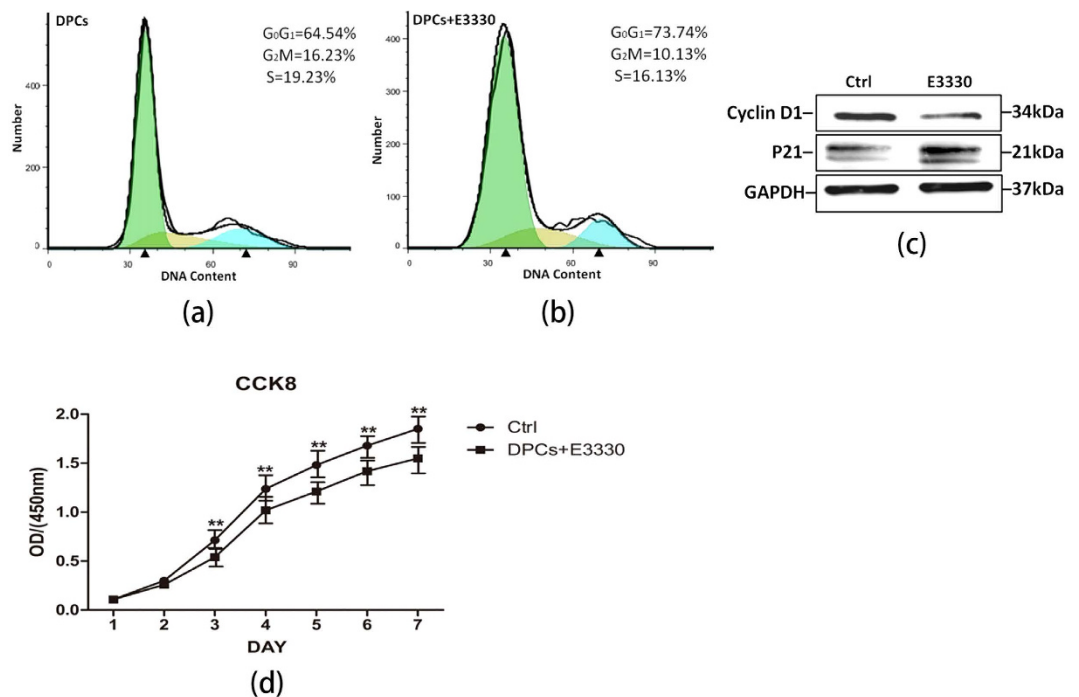 DPCs
G₀G₁=64.54%
G₂M=16.23%
S=19.23%
Number
400
200
0
0 30 60 90
DNA Content
(a)
DPCs+E3330
G₀G₁=73.74%
G₂M=10.13%
S=16.13%
Number
400
300
200
100
0
0 30 60 90
DNA Content
(b)
Ctrl E3330
Cyclin D1 34kDa
P21 21kDa
GAPDH 37kDa
(c)
CCK8
2.0
1.5
1.0
0.5
0.0
OD/(450nm)
** ** ** ** **
1 2 3 4 5 6 7
DAY
Ctrl
DPCs+E3330
(d)